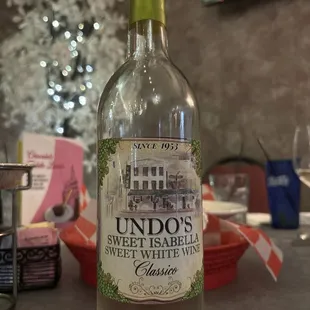 SINCE 1953
UNDO'S
SWEET ISABELLA
SWEET WHITE WINE
Classico